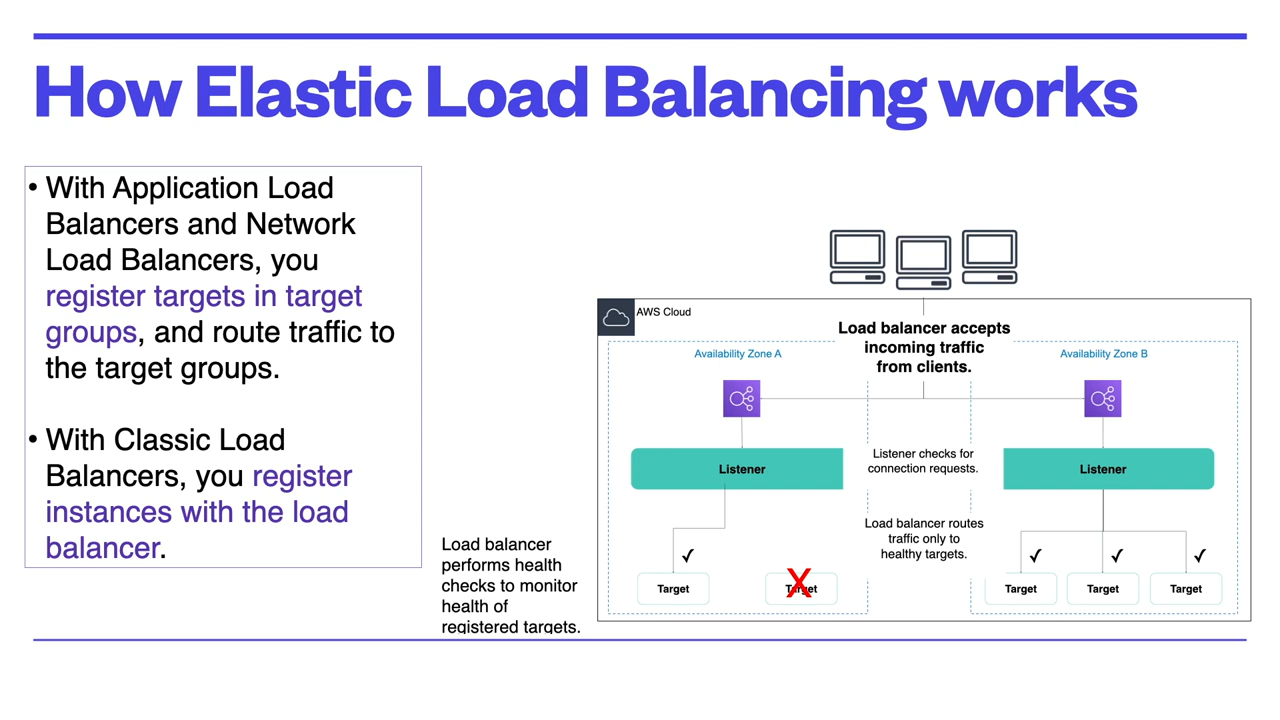 How Elastic Load Balancing works
• With Application Load
Balancers and Network
Load Balancers, you
register targets in target
groups, and route traffic to
the target groups.
• With Classic Load
Balancers, you register
instances with the load
balancer.
Load balancer
performs health
checks to monitor
health of
registered targets.
AWS Cloud
Load balancer accepts
incoming traffic
from clients.
Availability Zone A
Availability Zone B
Listener
Listener checks for
connection requests.
Listener
Load balancer routes
traffic only to
healthy targets.
✓
✓
✓
✓
Target
X
Target
Target
Target
Target